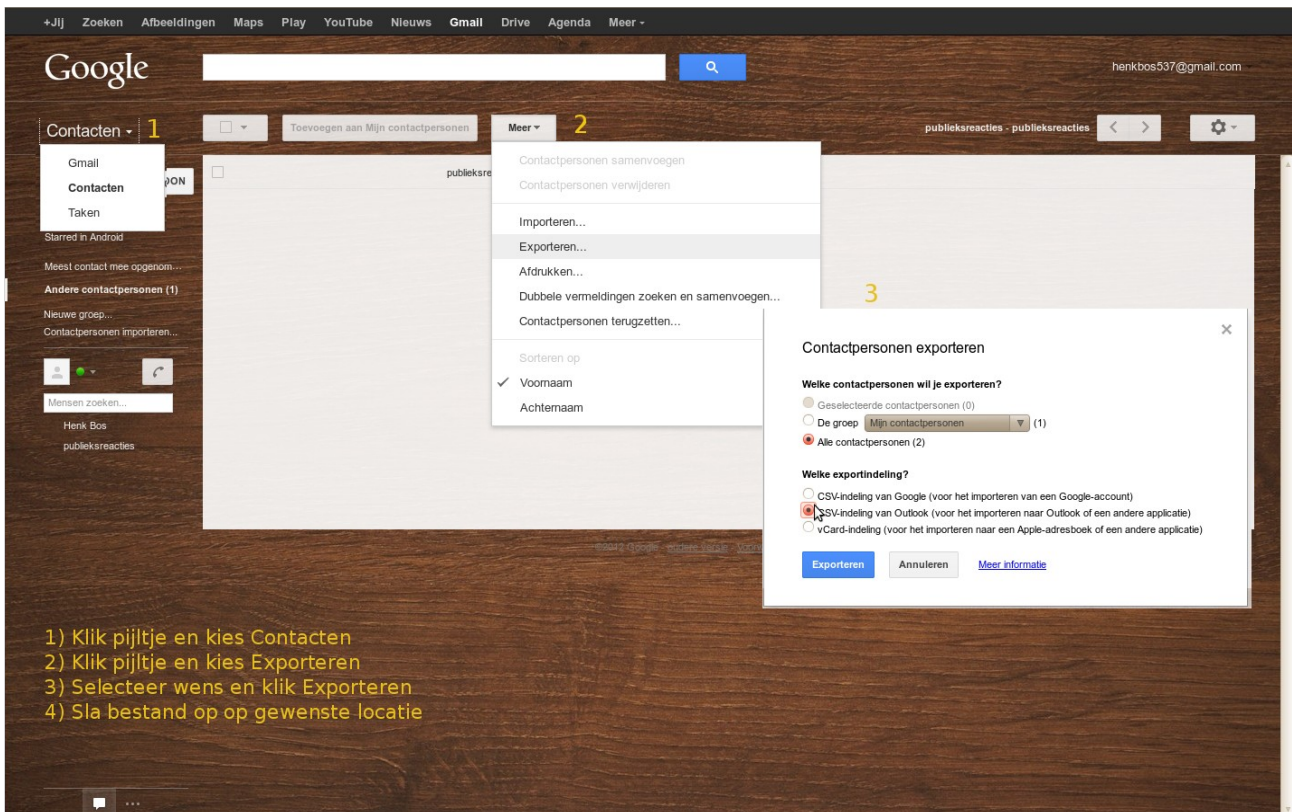 +Jij Zoeken Afbeeldingen Maps Play YouTube Nieuws Gmail Drive Agenda Meer
Google
henkbos537@gmail.com
Contacten 1
Toevoegen aan Mijn contactpersonen
Meer 2
publieksreacties - publieksreacties
Gmail
Contacten
Taken
OON
publieksre
Contactpersonen samenvoegen
Contactpersonen verwijderen
Importeren...
Exporteren...
Afdrukken...
Dubbele vermeldingen zoeken en samenvoegen...
Contactpersonen terugzetten...
Sorteren op
✓ Voornaam
Achternaam
Starred in Android
Meest contact mee opgenom...
Andere contactpersonen (1)
Nieuwe groep...
Contactpersonen importeren...
Mensen zoeken...
Henk Bos
publieksreacties
3
Contactpersonen exporteren
Welke contactpersonen wil je exporteren?
Geselecteerde contactpersonen (0)
De groep Mijn contactpersonen (1)
Alle contactpersonen (2)
Welke exportindeling?
CSV-indeling van Google (voor het importeren van een Google-account)
CSV-indeling van Outlook (voor het importeren naar Outlook of een andere applicatie)
vCard-indeling (voor het importeren naar een Apple-adresboek of een andere applicatie)
Exporteren Annuleren Meer informatie
©2012 Google
1) Klik pijltje en kies Contacten
2) Klik pijltje en kies Exporteren
3) Selecteer wens en klik Exporteren
4) Sla bestand op op gewenste locatie